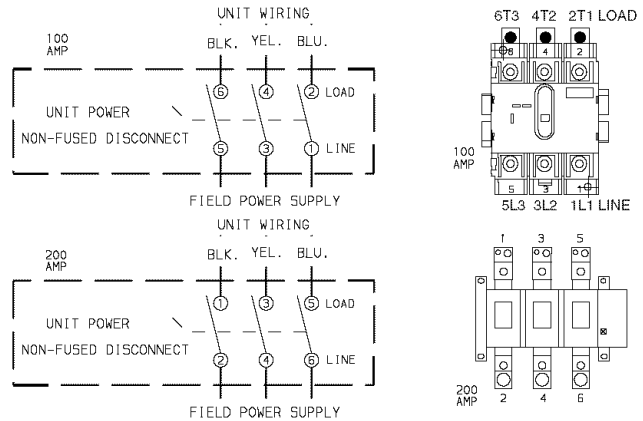 UNIT WIRING
100
AMP
BLK. YEL. BLU.
6 4 2 LOAD
UNIT POWER
NON-FUSED DISCONNECT
5 3 1 LINE
FIELD POWER SUPPLY
6T3 4T2 2T1 LOAD
6 4 2
100
AMP
5 3 1
5L3 3L2 1L1 LINE
UNIT WIRING
200
AMP
BLK. YEL. BLU.
1 3 5 LOAD
UNIT POWER
NON-FUSED DISCONNECT
2 4 6 LINE
FIELD POWER SUPPLY
1 3 5
200
AMP
2 4 6